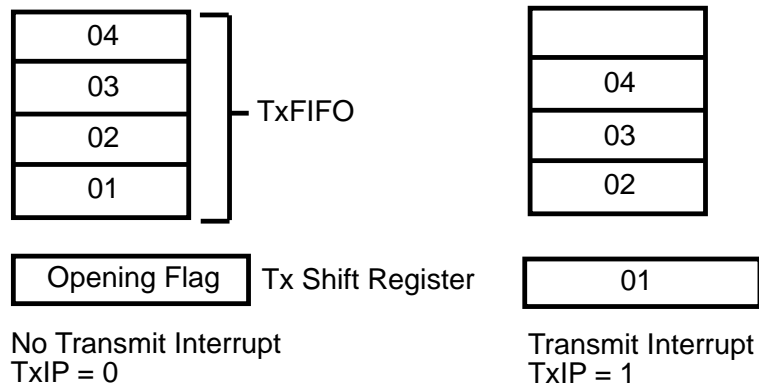 04
03
02
01
TxFIFO
04
03
02
Opening Flag
Tx Shift Register
01
No Transmit Interrupt
TxIP = 0
Transmit Interrupt
TxIP = 1